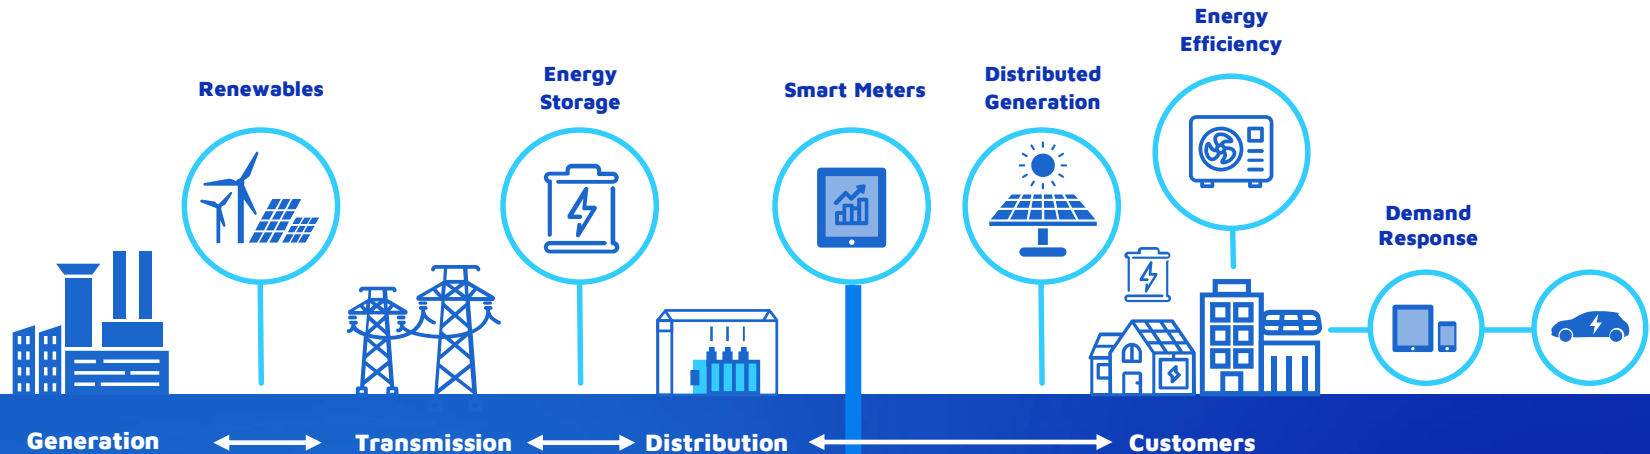 Renewables
Energy
Storage
Smart Meters
Distributed
Generation
Energy
Efficiency
Demand
Response
Generation
Transmission
Distribution
Customers